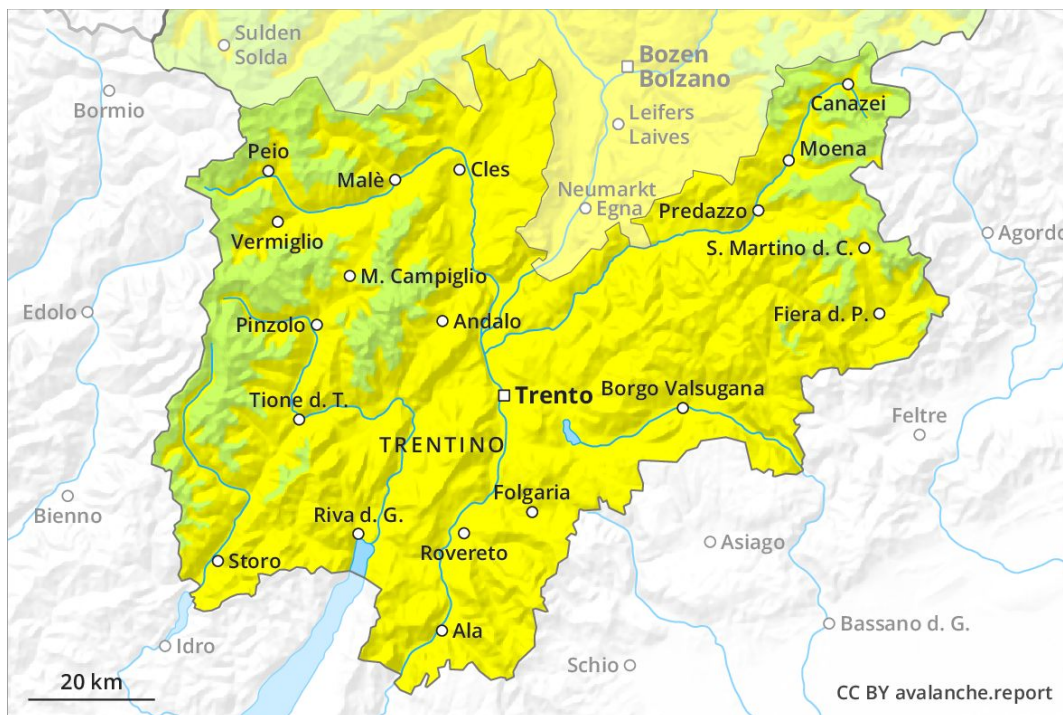 Sulden
Solda
Bozen
Bolzano
Bormio
Canazei
Leifers
Laives
Moena
Peio
Malè
Cles
Neumarkt
Egna
Predazzo
Vermiglio
S. Martino d. C.
Agordo
M. Campiglio
Edolo
Pinzolo
Andalo
Fiera d. P.
Tione d. T.
Trento
Borgo Valsugana
Feltre
TRENTINO
Bienno
Riva d. G.
Folgaria
Rovereto
Asiago
Storo
Idro
Ala
Bassano d. G.
Schio
20 km
CC BY avalanche.report